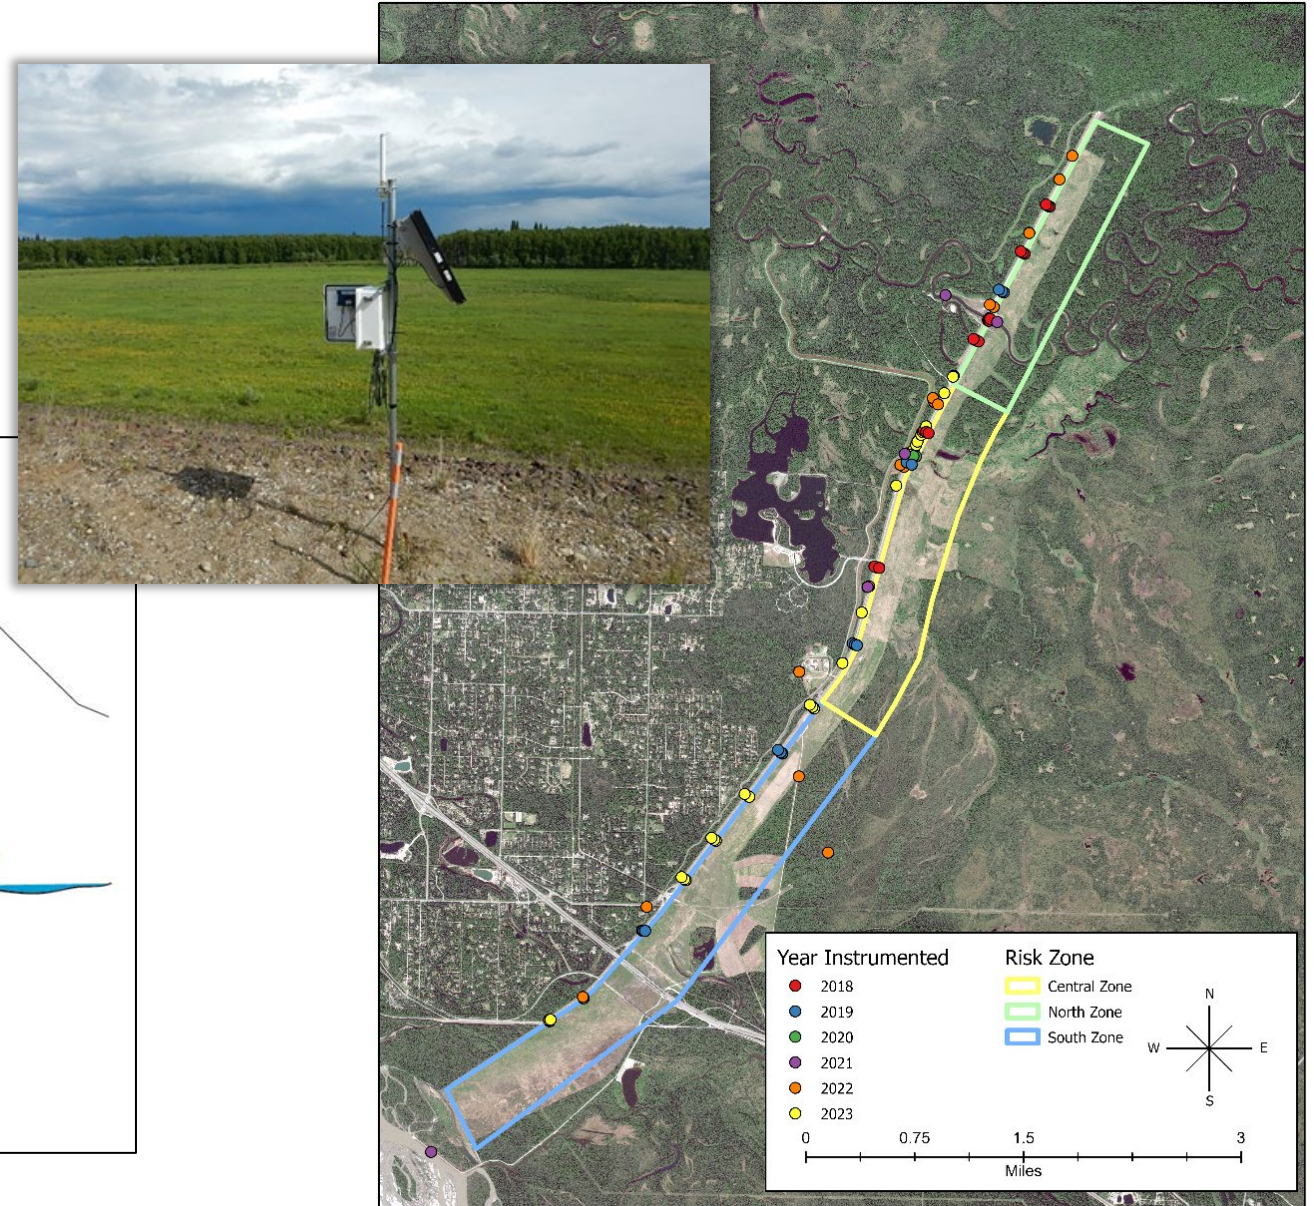 Year Instrumented
2018
2019
2020
2021
2022
2023
Risk Zone
Central Zone
North Zone
South Zone
N
W E
S
0 0.75 1.5 3
Miles